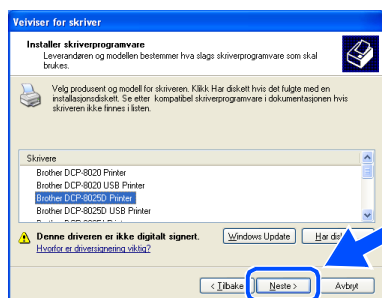 Veiviser for skriver
Installer skriverprogramvare
Leverandøren og modellen bestemmer hva slags skriverprogramvare som skal
brukes.
Velg produsent og modell for skriveren. Klikk Har diskett hvis det fulgte med en
installasjonsdiskett. Se etter kompatibel skriverprogramvare i dokumentasjonen hvis
skriveren ikke finnes i listen.
Skrivere
Brother DCP-8020 Printer
Brother DCP-8020 USB Printer
Brother DCP-8025D Printer
Brother DCP-8025D USB Printer
Denne driveren er ikke digitalt signert.
Windows Update
Har
Hvorfor er driversignering viktig?
< Tilbake
Neste >
Avbryt